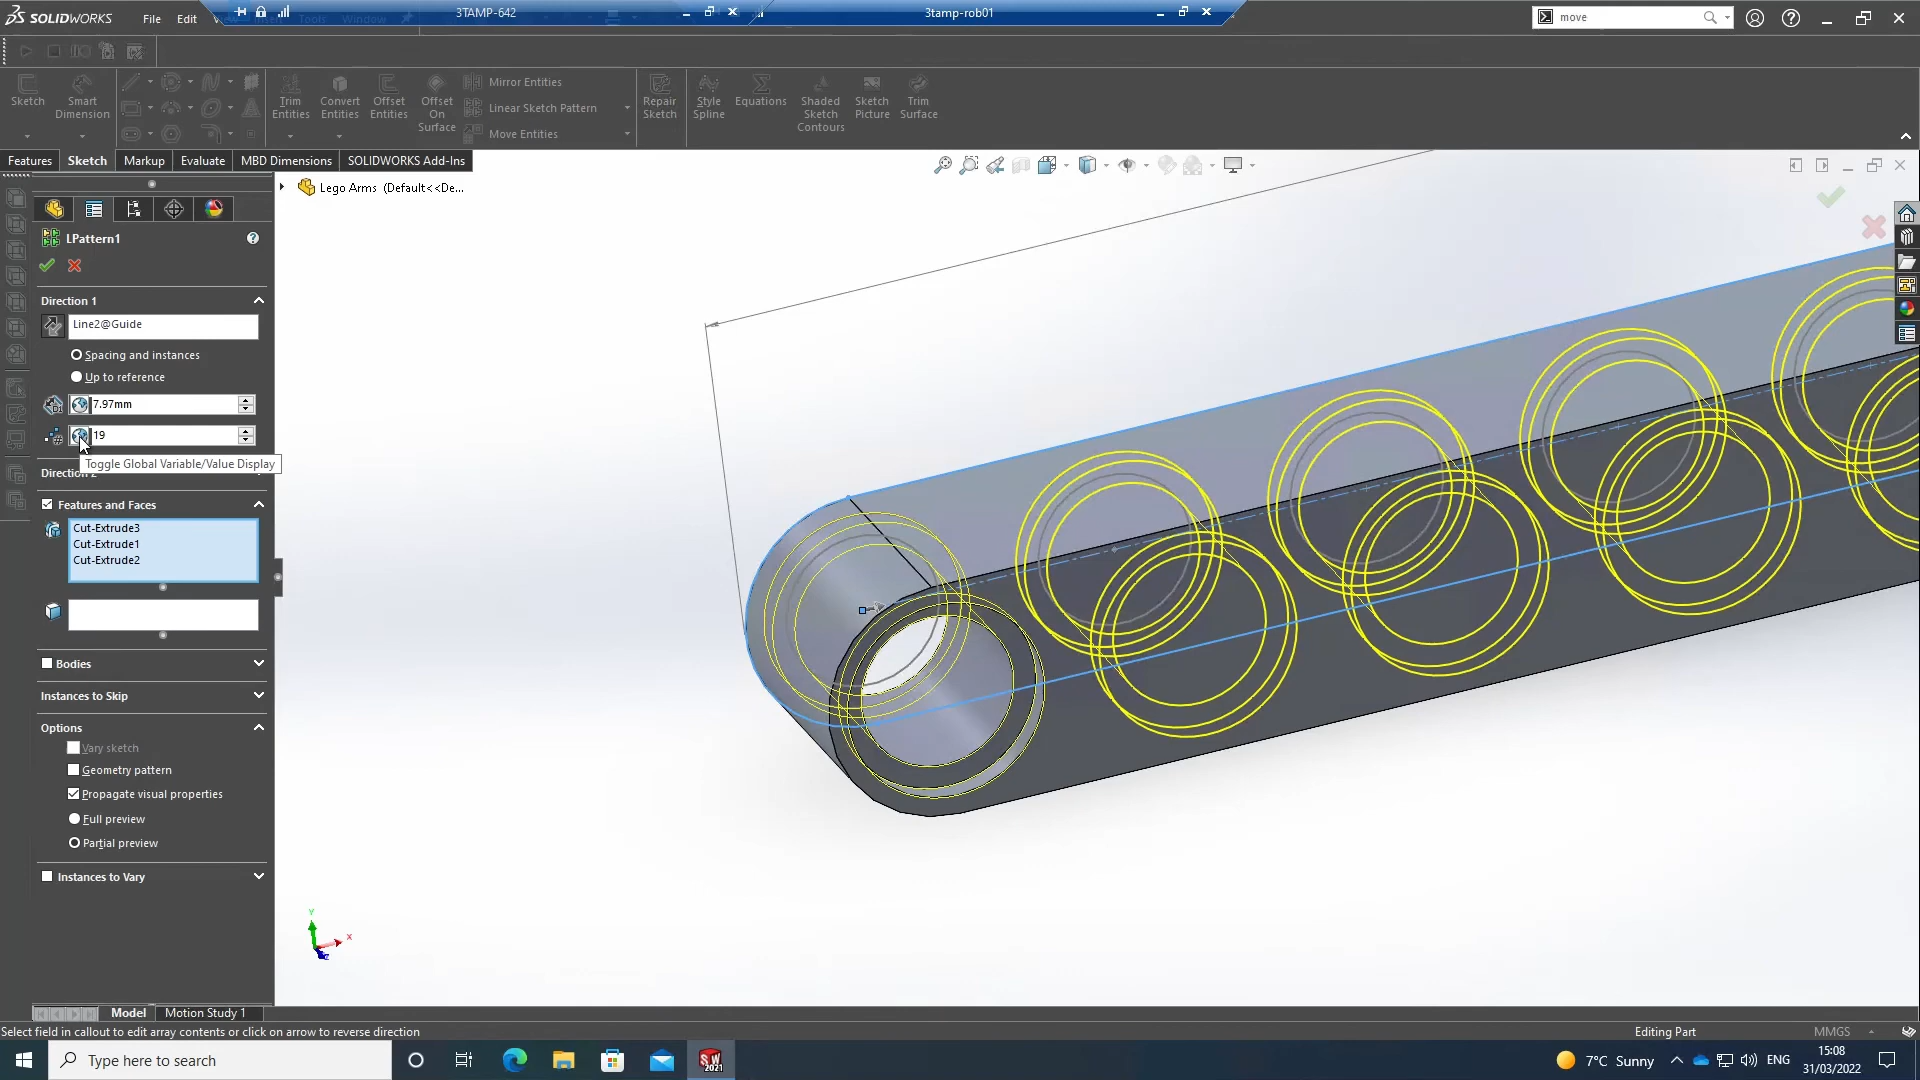 SOLIDWORKS
File
Edit
Tools
Window
3TAMP-642
3tamp-rob01
move
Sketch
Smart
Dimension
Trim
Entities
Convert
Entities
Offset
Entities
Offset
On
Surface
Mirror Entities
Linear Sketch Pattern
Move Entities
Repair
Sketch
Style
Spline
Equations
Shaded
Sketch
Contours
Sketch
Picture
Trim
Surface
Features
Sketch
Markup
Evaluate
MBD Dimensions
SOLIDWORKS Add-Ins
Lego Arms (Default<<De...
LPattern1
Direction 1
Line2@Guide
Spacing and instances
Up to reference
7.97mm
19
Toggle Global Variable/Value Display
Direction 2
Features and Faces
Cut-Extrude3
Cut-Extrude1
Cut-Extrude2
Bodies
Instances to Skip
Options
Vary sketch
Geometry pattern
Propagate visual properties
Full preview
Partial preview
Instances to Vary
Y
X
Z
Model
Motion Study 1
Select field in callout to edit array contents or click on arrow to reverse direction
Editing Part
MMGS
Type here to search
SW
2021
7°C Sunny
ENG
15:08
31/03/2022